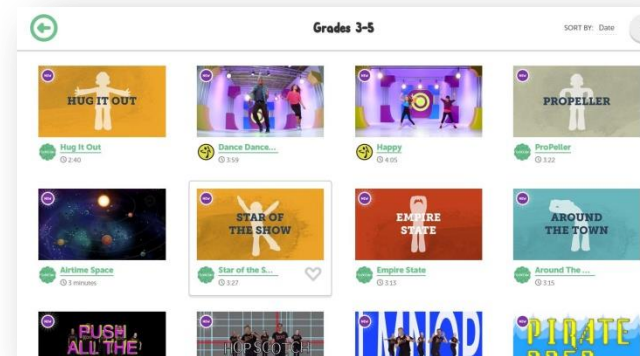 Grades 3-5
SORT BY: Date
NEW
HUG IT OUT
Hug It Out
2:40
NEW
Dance Dance...
3:59
NEW
Happy
4:05
NEW
PROPELLER
ProPeller
3:22
NEW
Airtime Space
3 minutes
NEW
STAR OF
THE SHOW
Star of the S...
3:27
NEW
EMPIRE
STATE
Empire State
3:15
NEW
AROUND
THE TOWN
Around The ...
3:15
NEW
PUSH
ALL THE
NEW
HOPSCOTCH
NEW
NEW
PIRATE